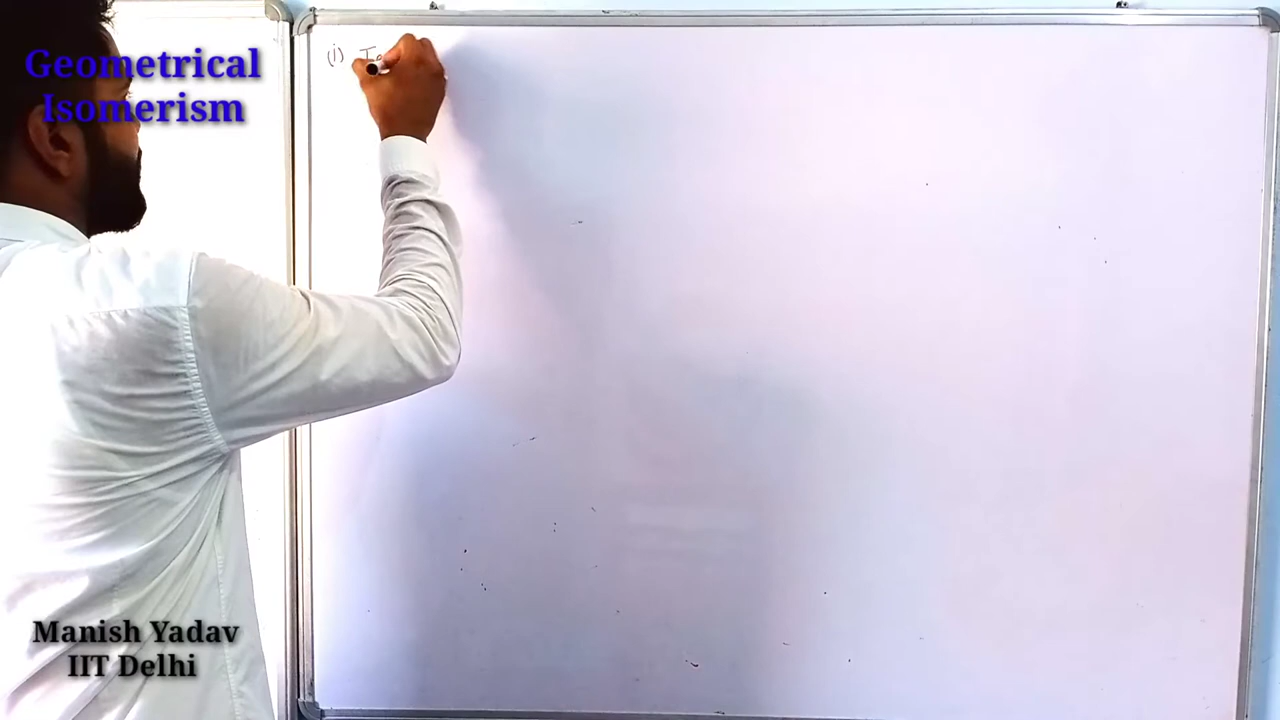 Geometrical
Isomerism
(i)
Manish Yadav
IIT Delhi